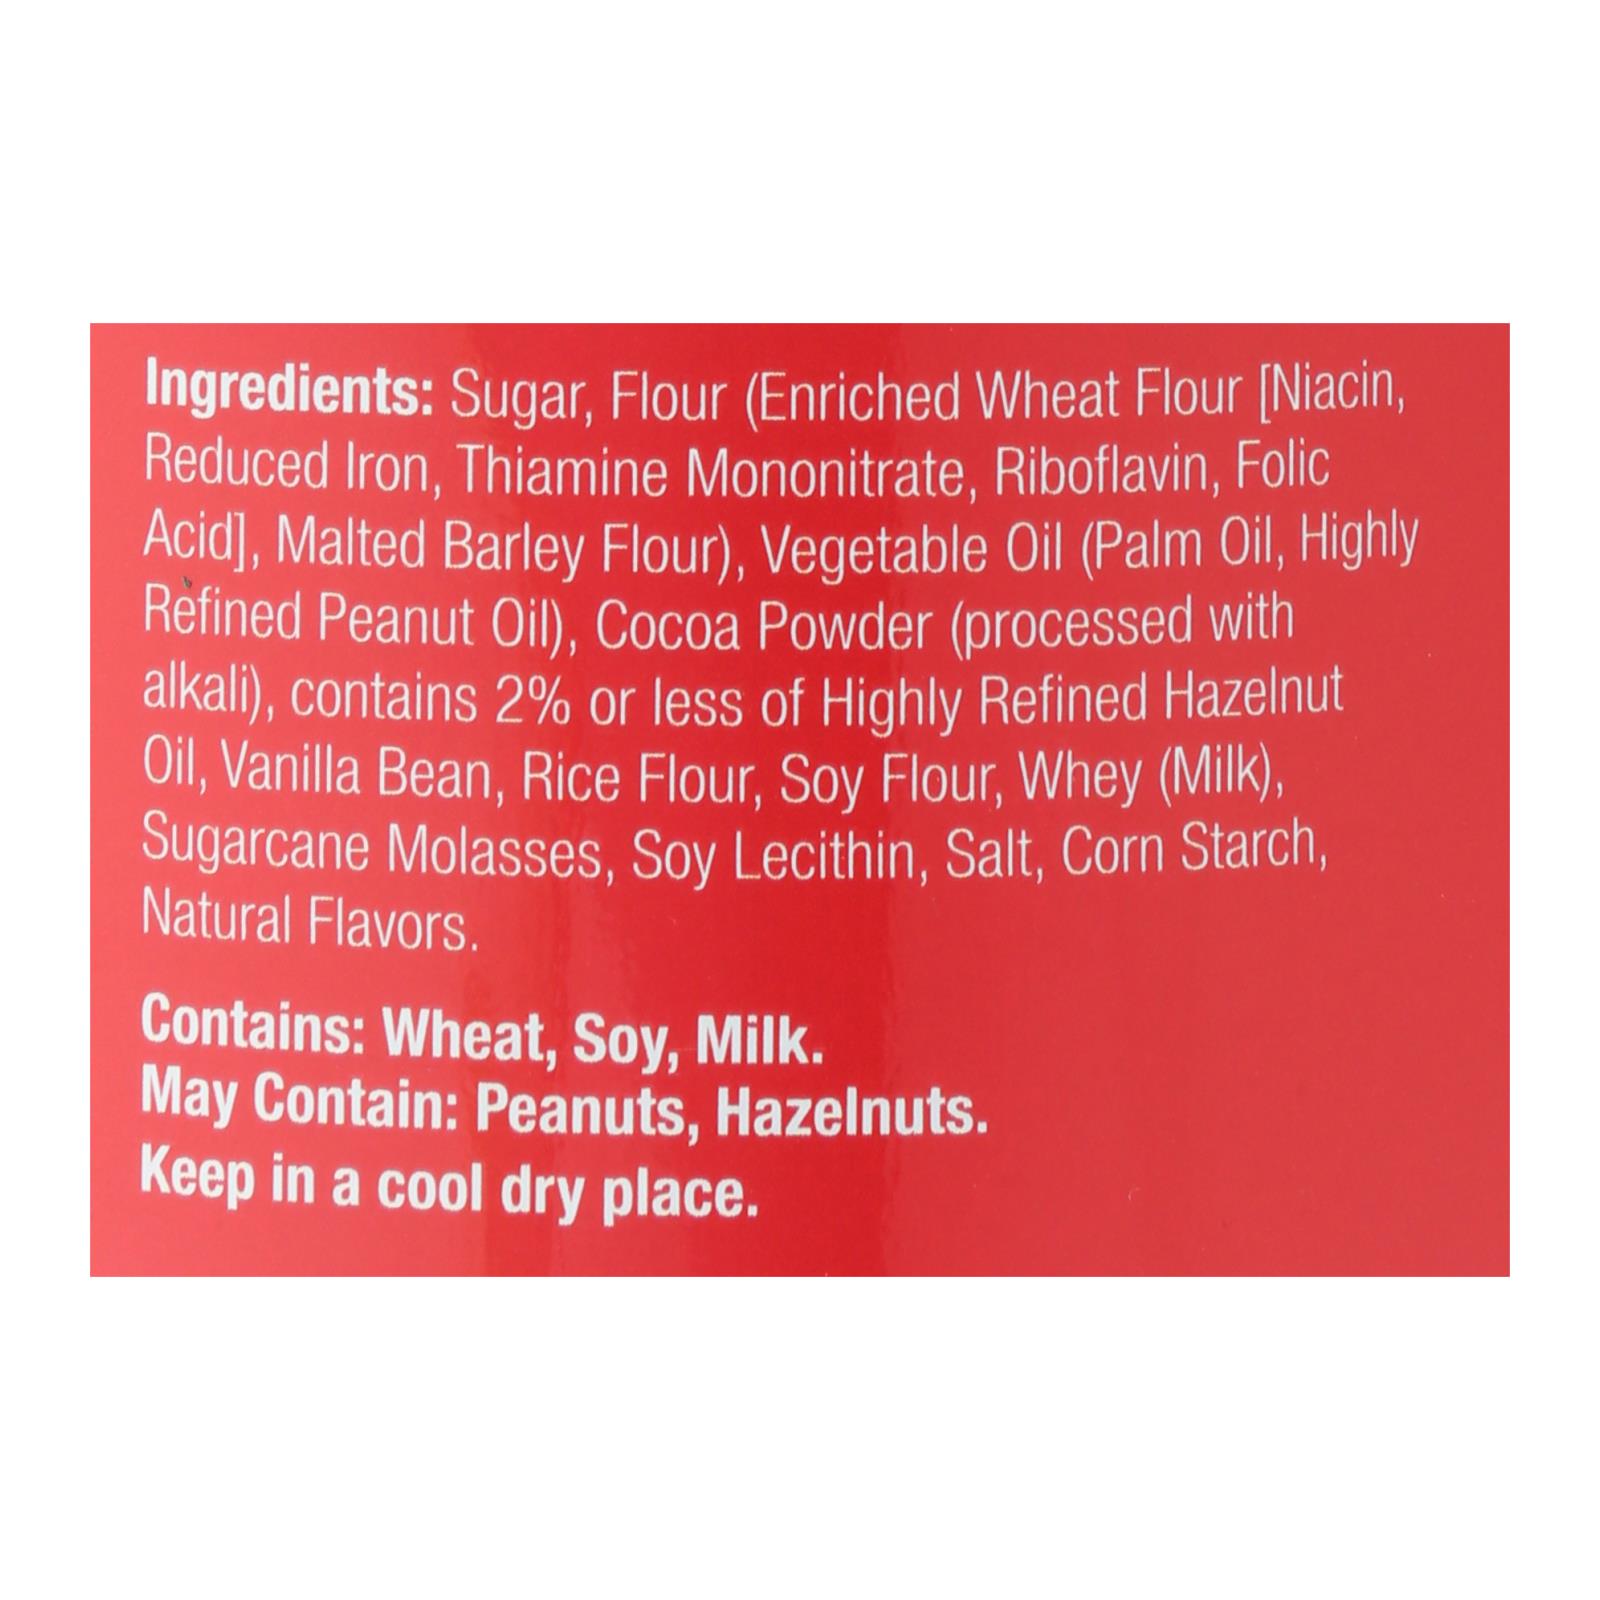 Ingredients: Sugar, Flour (Enriched Wheat Flour [Niacin,
Reduced Iron, Thiamine Mononitrate, Riboflavin, Folic
Acid], Malted Barley Flour), Vegetable Oil (Palm Oil, Highly
Refined Peanut Oil), Cocoa Powder (processed with
alkali), contains 2% or less of Highly Refined Hazelnut
Oil, Vanilla Bean, Rice Flour, Soy Flour, Whey (Milk),
Sugarcane Molasses, Soy Lecithin, Salt, Corn Starch,
Natural Flavors.
Contains: Wheat, Soy, Milk.
May Contain: Peanuts, Hazelnuts.
Keep in a cool dry place.